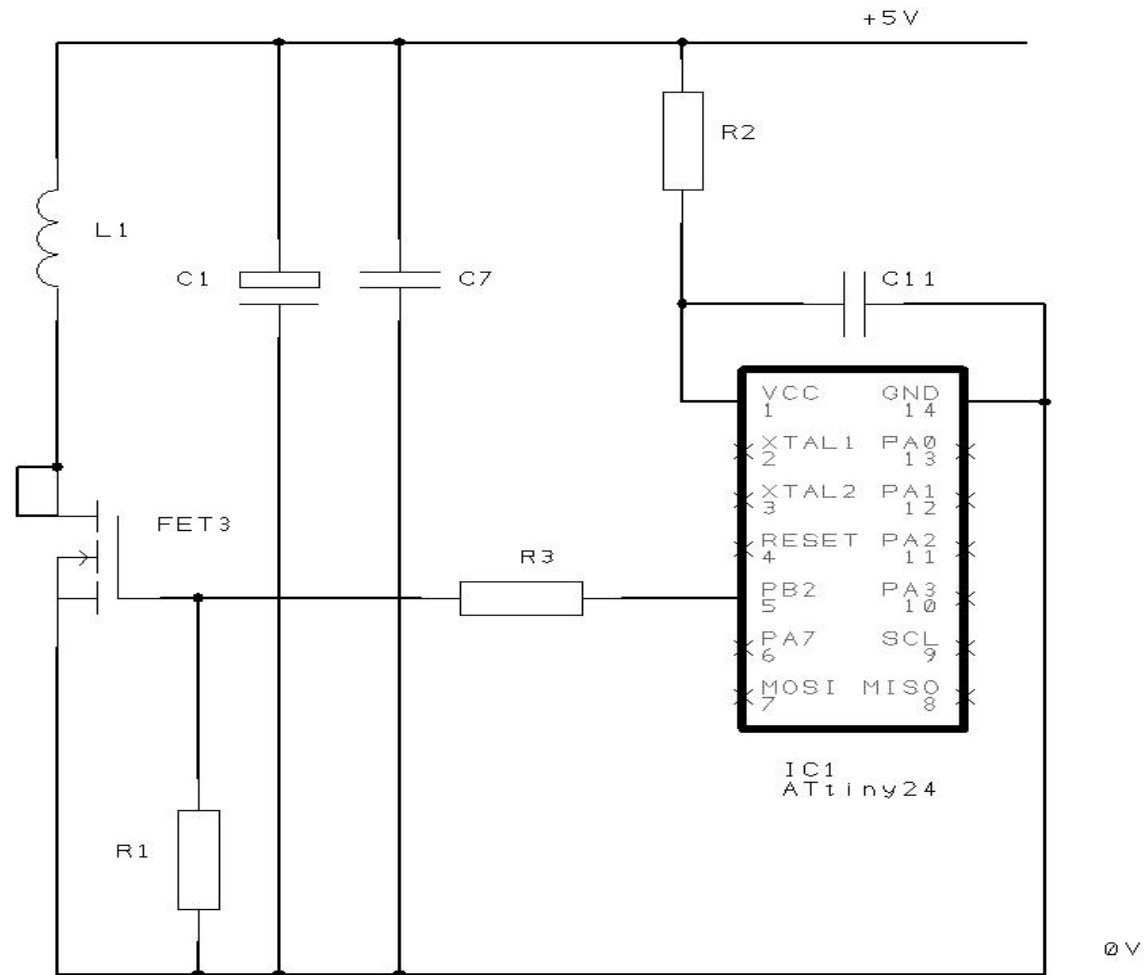 +5V
R2
L1
C1
C7
C11
VCC GND
1 14
XTAL1 PA0
2 13
XTAL2 PA1
3 12
FET3
RESET PA2
4 11
R3
PB2 PA3
5 10
PA7 SCL
6 9
MOSI MISO
7 8
IC1
ATtiny24
R1
0V